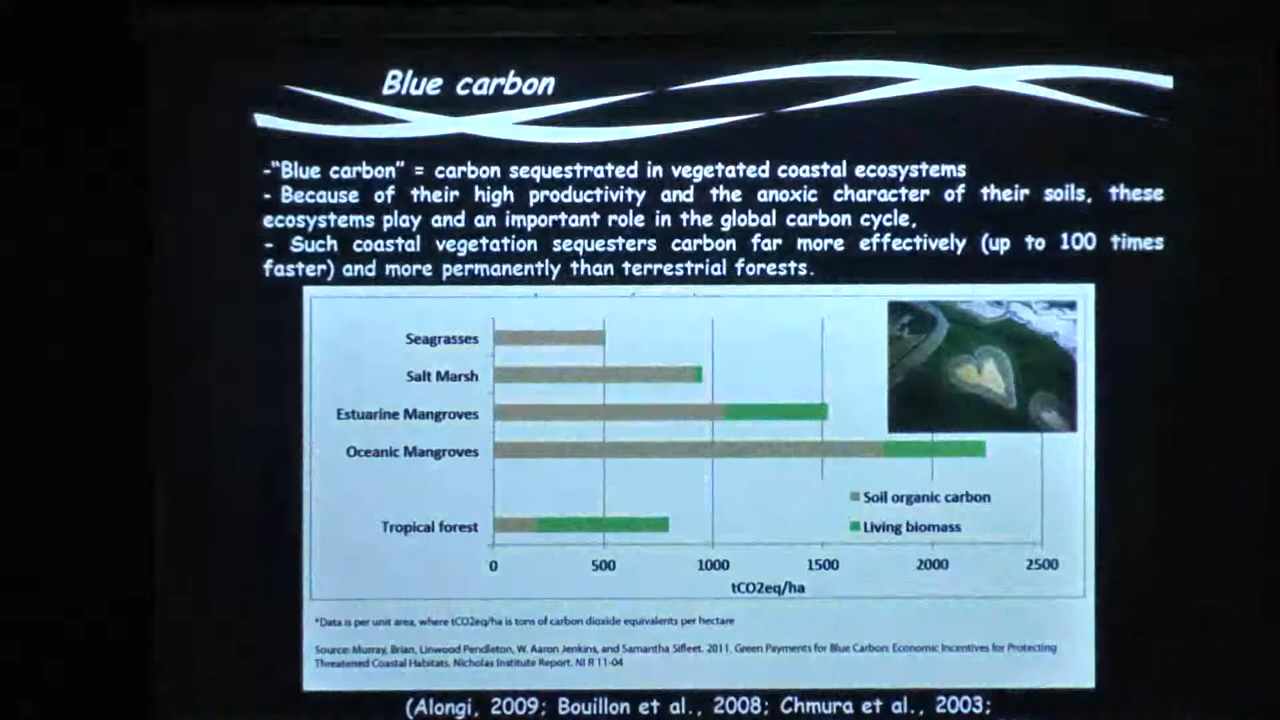 Blue carbon
-“Blue carbon” = carbon sequestrated in vegetated coastal ecosystems
- Because of their high productivity and the anoxic character of their soils, these
ecosystems play and an important role in the global carbon cycle,
- Such coastal vegetation sequesters carbon far more effectively (up to 100 times
faster) and more permanently than terrestrial forests.
Seagrasses
Salt Marsh
Estuarine Mangroves
Oceanic Mangroves
Soil organic carbon
Tropical forest
Living biomass
0 500 1000 1500 2000 2500
tCO2eq/ha
*Data is per unit area, where tCO2eq/ha is tons of carbon dioxide equivalents per hectare
Source: Murray, Brian, Linwood Pendleton, W. Aaron Jenkins, and Samantha Sifleet. 2011. Green Payments for Blue Carbon: Economic Incentives for Protecting
Threatened Coastal Habitats. Nicholas Institute Report. NI R 11-04
(Alongi, 2009; Bouillon et al., 2008; Chmura et al., 2003;